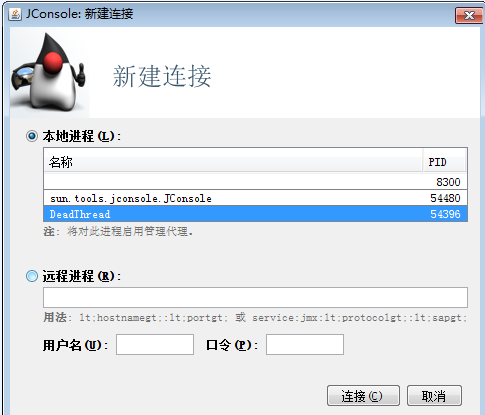 JConsole: 新建连接
新建连接
本地进程(L):
名称 PID
8300
sun.tools.jconsole.JConsole 54480
DeadThread 54396
注: 将对此进程启用管理代理。
远程进程(R):
用法: lt;hostnamegt;:lt;portgt; 或 service:jmx:lt;protocolgt;:lt;sapgt;
用户名(U): 口令(P):
连接(C) 取消